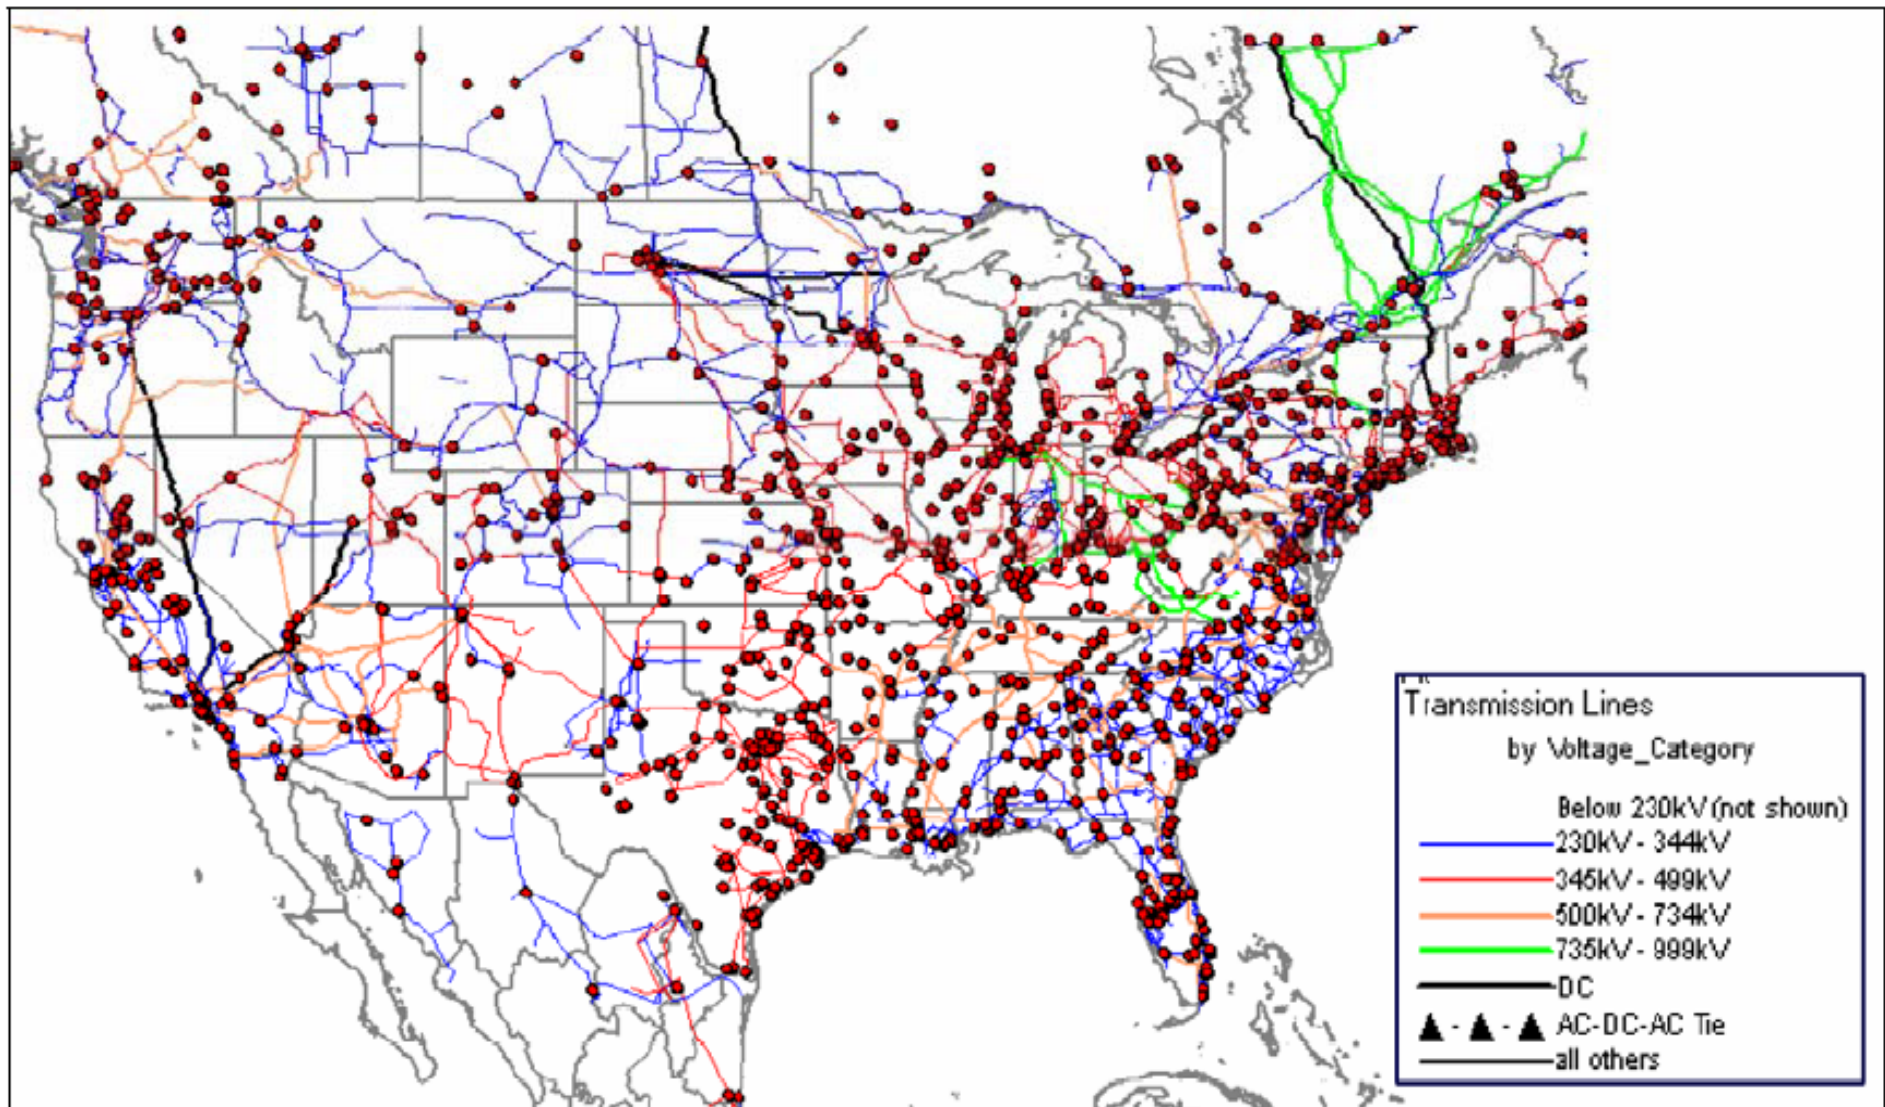 Transmission Lines
by Voltage_Category
Below 230kV (not shown)
230kV - 344kV
345kV - 499kV
500kV - 734kV
735kV - 999kV
DC
AC-DC-AC Tie
all others